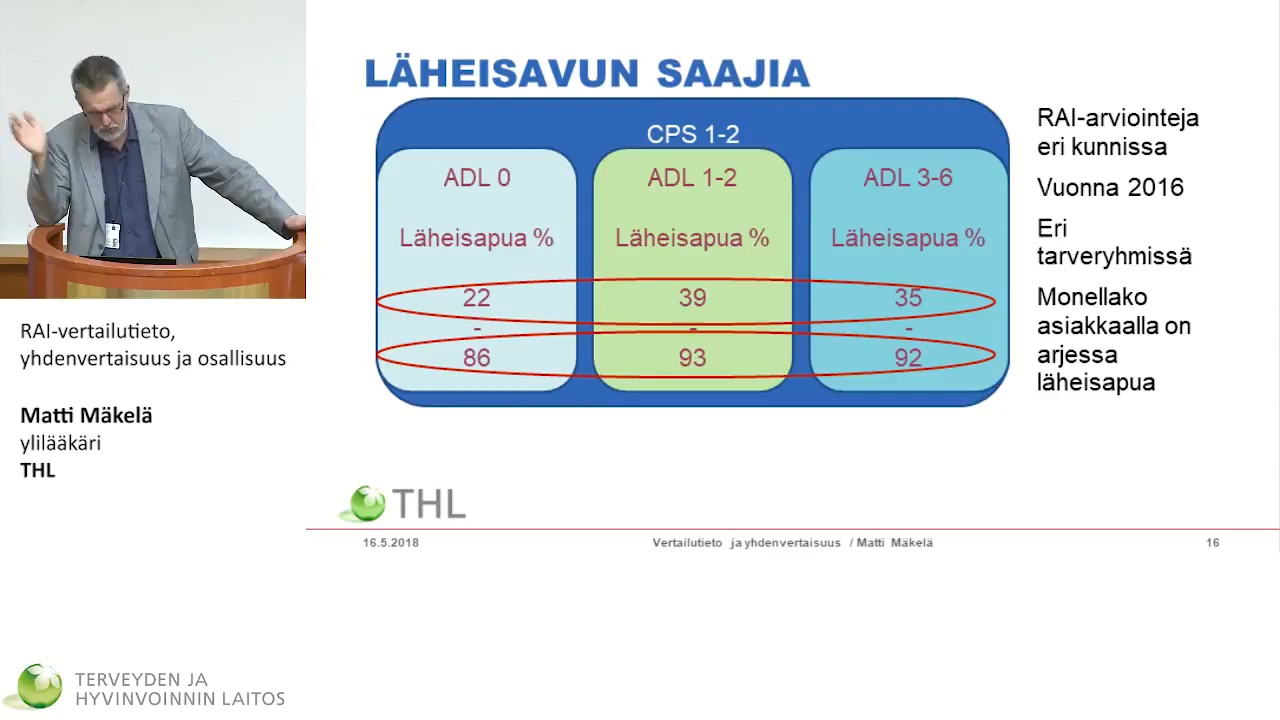 LÄHEISAVUN SAAJIA
CPS 1-2
ADL 0
Läheisapua %
22
-
86
ADL 1-2
Läheisapua %
39
-
93
ADL 3-6
Läheisapua %
35
-
92
RAI-arviointeja
eri kunnissa
Vuonna 2016
Eri
tarveryhmissä
Monellako
asiakkaalla on
arjessa
läheisapua
RAI-vertailutieto,
yhdenvertaisuus ja osallisuus
Matti Mäkelä
ylilääkäri
THL
THL
16.5.2018
Vertailutieto ja yhdenvertaisuus / Matti Mäkelä
16
TERVEYDEN JA
HYVINVOINNIN LAITOS